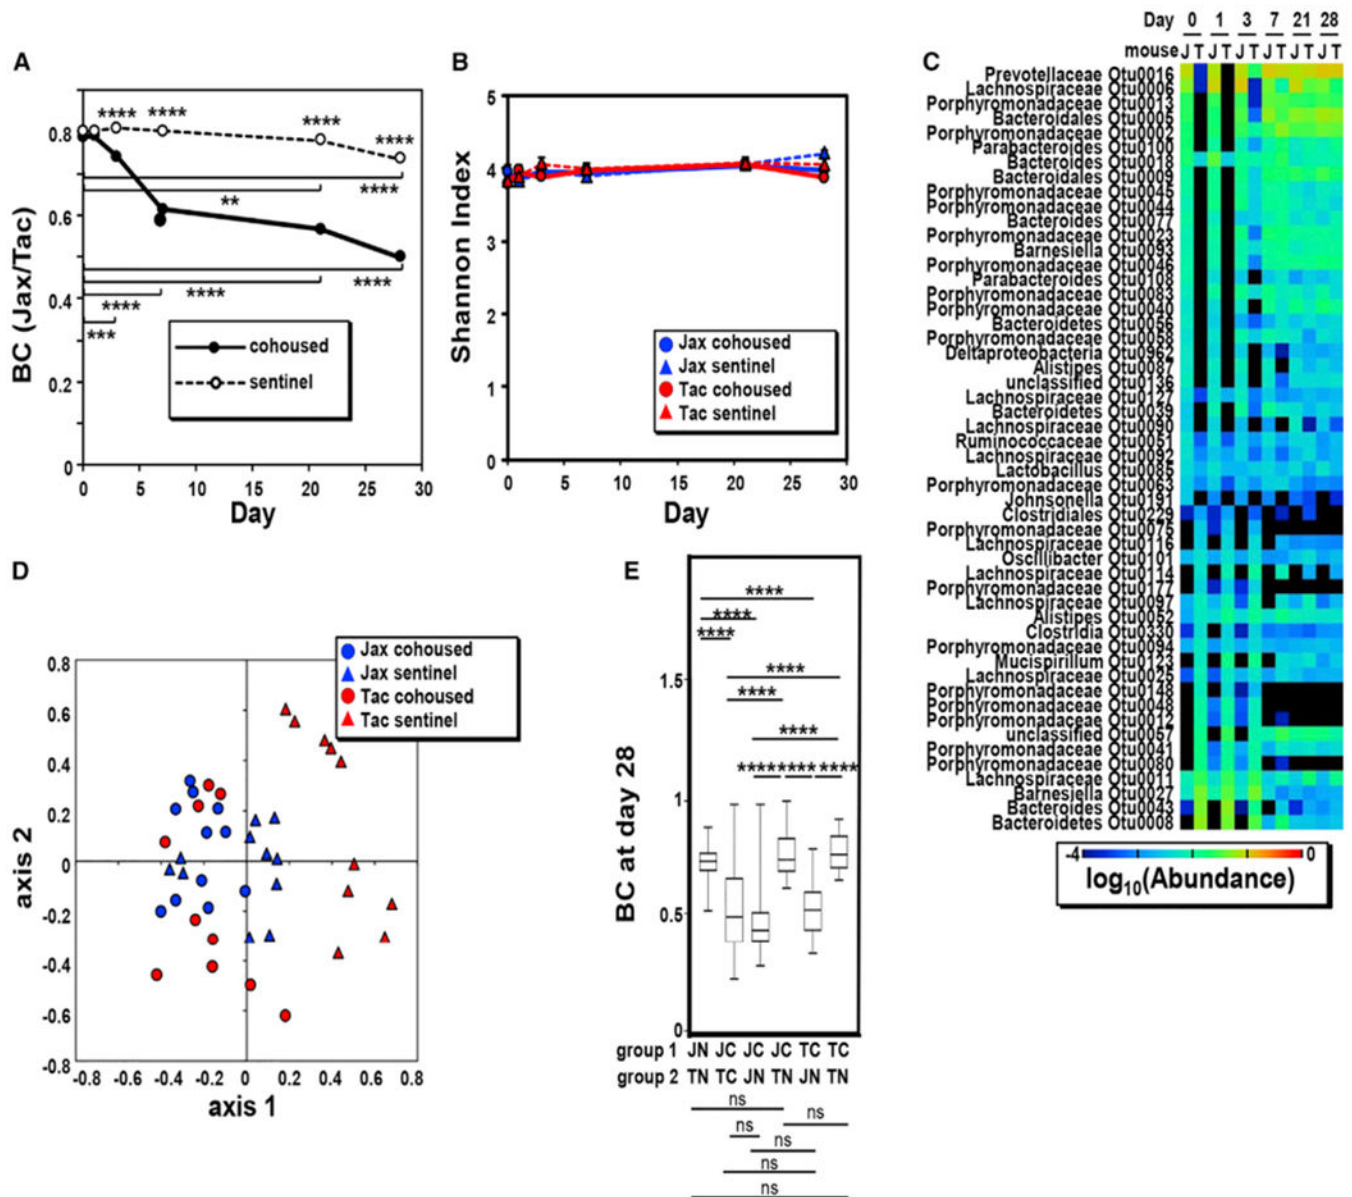 A
BC (Jax/Tac)
0.8
0.6
0.4
0.2
0
**** **** **** ****
****
**
****
****
****
***
cohoused
sentinel
0 5 10 15 20 25 30
Day
B
Shannon Index
5
4
3
2
1
0
Jax cohoused
Jax sentinel
Tac cohoused
Tac sentinel
0 5 10 15 20 25 30
Day
C
Day 0 1 3 7 21 28
mouse J T J T J T J T J T J T
Prevotellaceae Otu0016
Lachnospiraceae Otu0006
Porphyromonadaceae Otu0013
Bacteroidales Otu0005
Porphyromonadaceae Otu0002
Parabacteroides Otu0100
Bacteroides Otu0018
Bacteroidales Otu0009
Porphyromonadaceae Otu0045
Porphyromonadaceae Otu0044
Bacteroides Otu0077
Porphyromonadaceae Otu0023
Barnesiella Otu0093
Porphyromonadaceae Otu0046
Parabacteroides Otu0108
Porphyromonadaceae Otu0083
Porphyromonadaceae Otu0040
Bacteroidetes Otu0056
Porphyromonadaceae Otu0058
Deltaproteobacteria Otu0962
Alistipes Otu0087
unclassified Otu0136
Lachnospiraceae Otu0127
Bacteroidetes Otu0039
Lachnospiraceae Otu0090
Ruminococcaceae Otu0051
Lachnospiraceae Otu0092
Lactobacillus Otu0085
Porphyromonadaceae Otu0063
Johnsonella Otu0191
Clostridiales Otu0229
Porphyromonadaceae Otu0075
Lachnospiraceae Otu0116
Oscillibacter Otu0101
Lachnospiraceae Otu0114
Porphyromonadaceae Otu0177
Lachnospiraceae Otu0097
Alistipes Otu0052
Clostridia Otu0330
Porphyromonadaceae Otu0094
Mucispirillum Otu0123
Lachnospiraceae Otu0025
Porphyromonadaceae Otu0148
Porphyromonadaceae Otu0048
Porphyromonadaceae Otu0012
unclassified Otu0057
Porphyromonadaceae Otu0041
Porphyromonadaceae Otu0080
Lachnospiraceae Otu0011
Barnesiella Otu0027
Bacteroides Otu0043
Bacteroidetes Otu0008
-4 0
log10(Abundance)
D
axis 2
0.8
0.6
0.4
0.2
0
-0.2
-0.4
-0.6
-0.8
Jax cohoused
Jax sentinel
Tac cohoused
Tac sentinel
-0.8 -0.6 -0.4 -0.2 0 0.2 0.4 0.6 0.8
axis 1
E
BC at day 28
1.5
1
0.5
0
****
****
****
****
****
****
**** **** ****
group 1 JN JC JC JC TC TC
group 2 TN TC JN TN JN TN
ns
ns
ns
ns
ns
ns